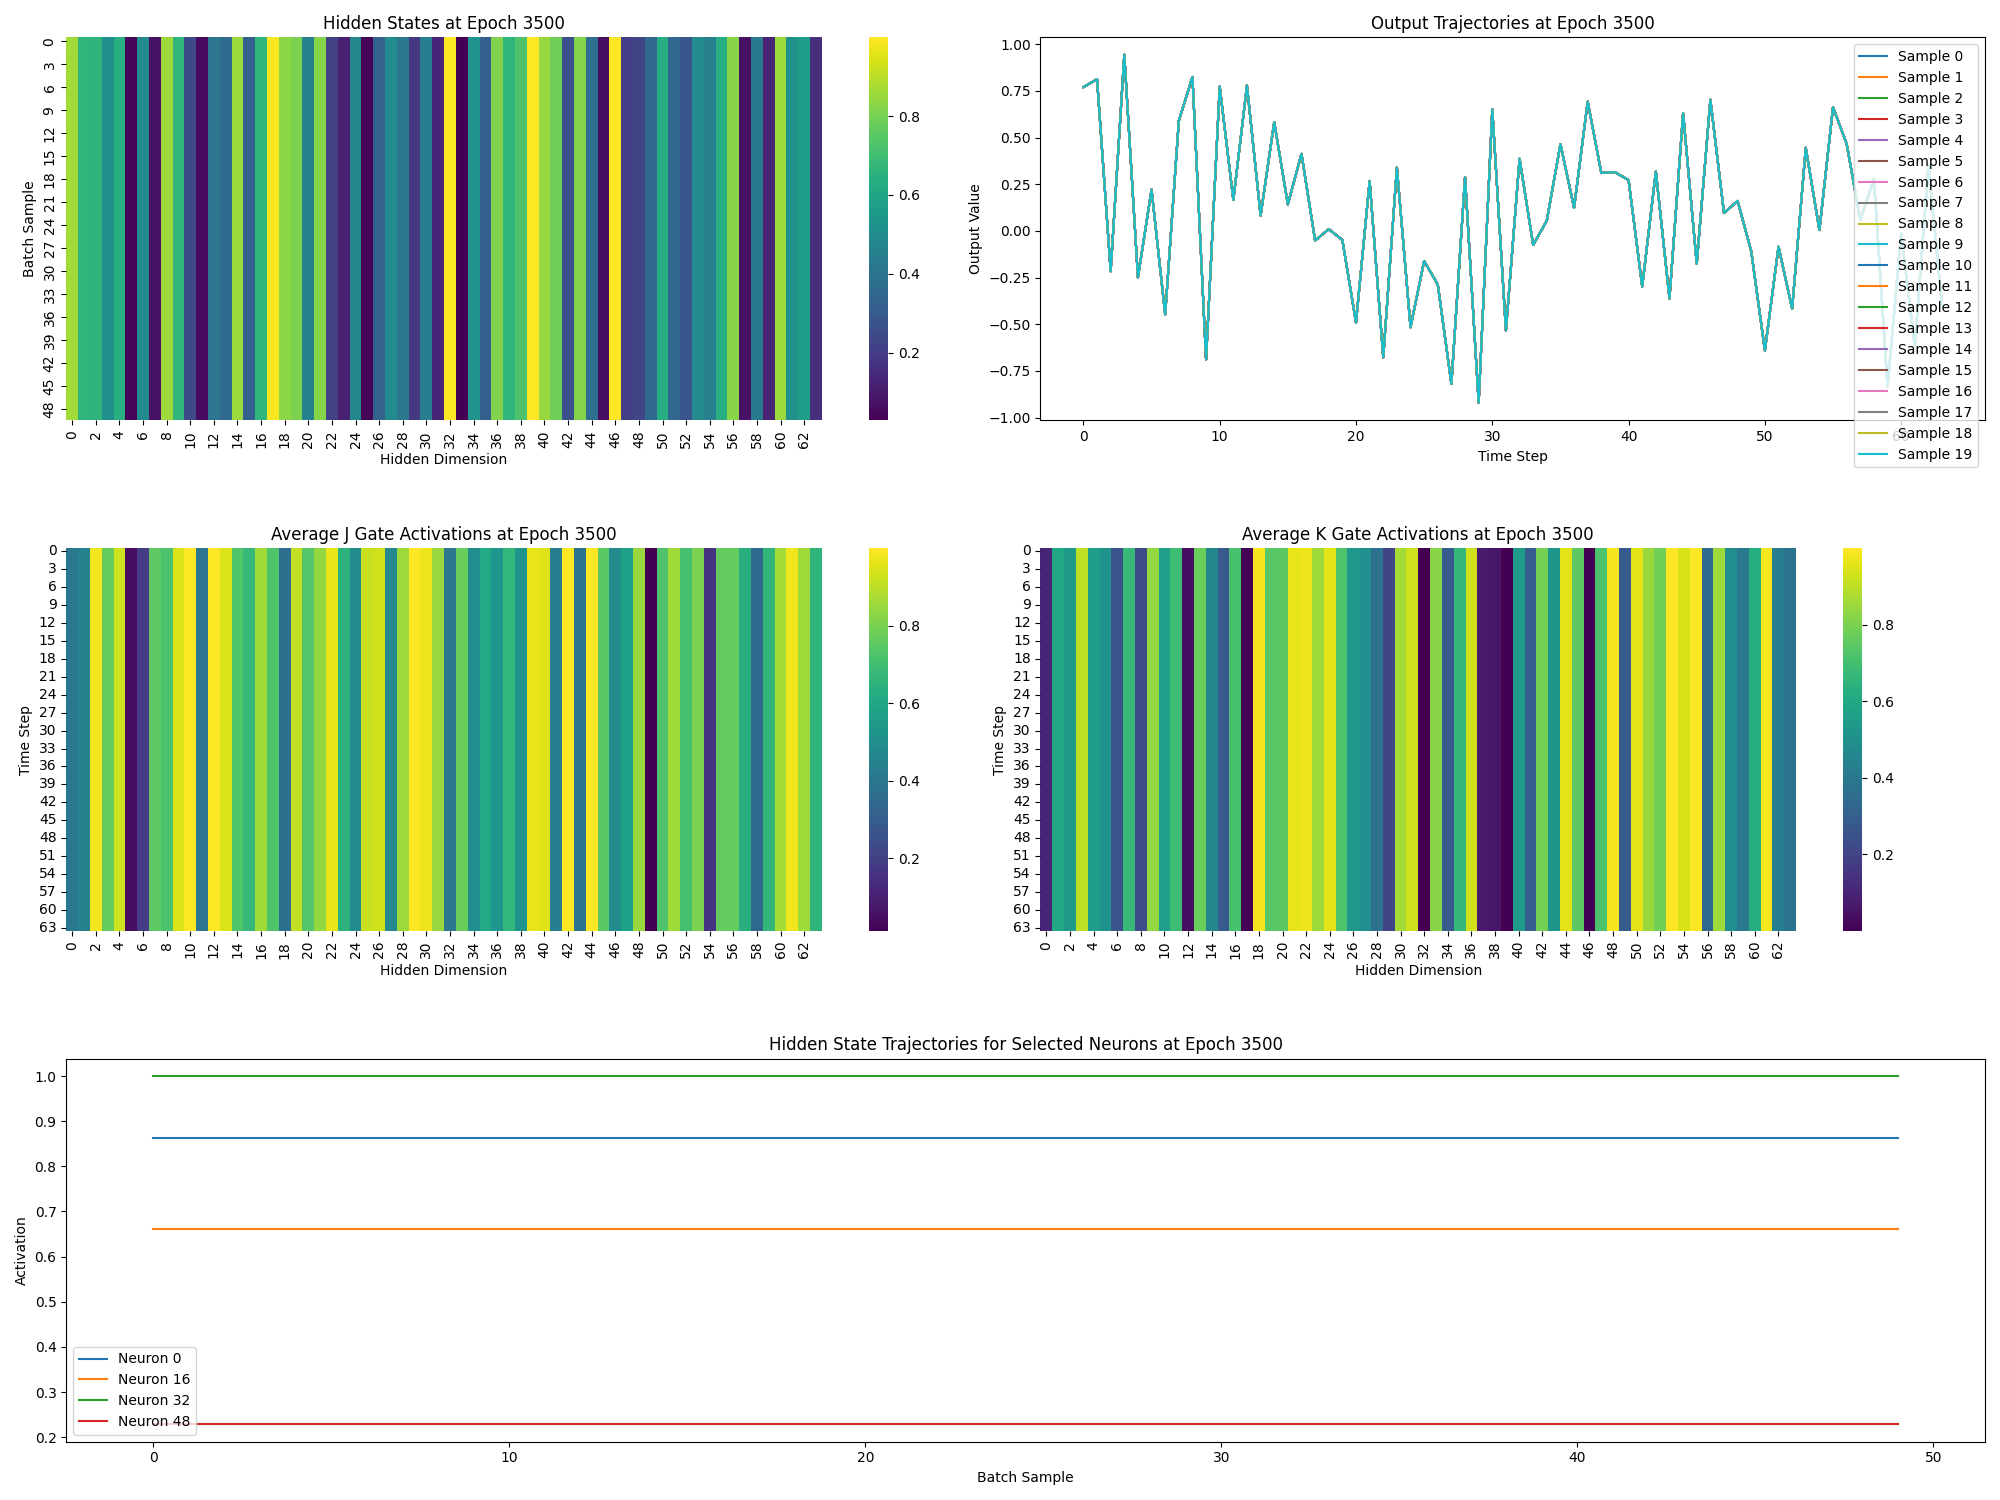 Hidden States at Epoch 3500
Batch Sample
0 3 6 9 12 15 18 21 24 27 30 33 36 39 42 45 48
0 2 4 6 8 10 12 14 16 18 20 22 24 26 28 30 32 34 36 38 40 42 44 46 48 50 52 54 56 58 60 62
Hidden Dimension
0.8
0.6
0.4
0.2
Output Trajectories at Epoch 3500
Output Value
1.00
0.75
0.50
0.25
0.00
−0.25
−0.50
−0.75
−1.00
0 10 20 30 40 50 60
Time Step
Sample 0
Sample 1
Sample 2
Sample 3
Sample 4
Sample 5
Sample 6
Sample 7
Sample 8
Sample 9
Sample 10
Sample 11
Sample 12
Sample 13
Sample 14
Sample 15
Sample 16
Sample 17
Sample 18
Sample 19
Average J Gate Activations at Epoch 3500
Time Step
0 3 6 9 12 15 18 21 24 27 30 33 36 39 42 45 48 51 54 57 60 63
0 2 4 6 8 10 12 14 16 18 20 22 24 26 28 30 32 34 36 38 40 42 44 46 48 50 52 54 56 58 60 62
Hidden Dimension
0.8
0.6
0.4
0.2
Average K Gate Activations at Epoch 3500
Time Step
0 3 6 9 12 15 18 21 24 27 30 33 36 39 42 45 48 51 54 57 60 63
0 2 4 6 8 10 12 14 16 18 20 22 24 26 28 30 32 34 36 38 40 42 44 46 48 50 52 54 56 58 60 62
Hidden Dimension
0.8
0.6
0.4
0.2
Hidden State Trajectories for Selected Neurons at Epoch 3500
Activation
1.0
0.9
0.8
0.7
0.6
0.5
0.4
0.3
0.2
Neuron 0
Neuron 16
Neuron 32
Neuron 48
0 10 20 30 40 50
Batch Sample